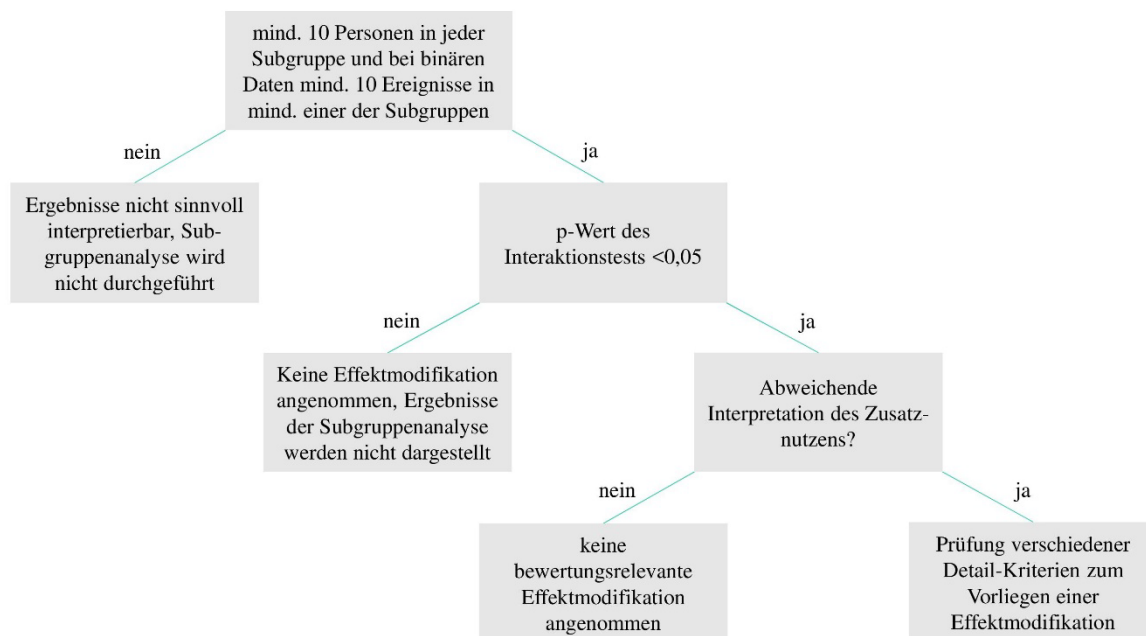 mind. 10 Personen in jeder
Subgruppe und bei binären
Daten mind. 10 Ereignisse in
mind. einer der Subgruppen
nein
ja
Ergebnisse nicht sinnvoll
interpretierbar, Sub-
gruppenanalyse wird
nicht durchgeführt
p-Wert des
Interaktionstests <0,05
nein
ja
Keine Effektmodifikation
angenommen, Ergebnisse
der Subgruppenanalyse
werden nicht dargestellt
Abweichende
Interpretation des Zusatz-
nutzens?
nein
ja
keine
bewertungsrelevante
Effektmodifikation
angenommen
Prüfung verschiedener
Detail-Kriterien zum
Vorliegen einer
Effektmodifikation